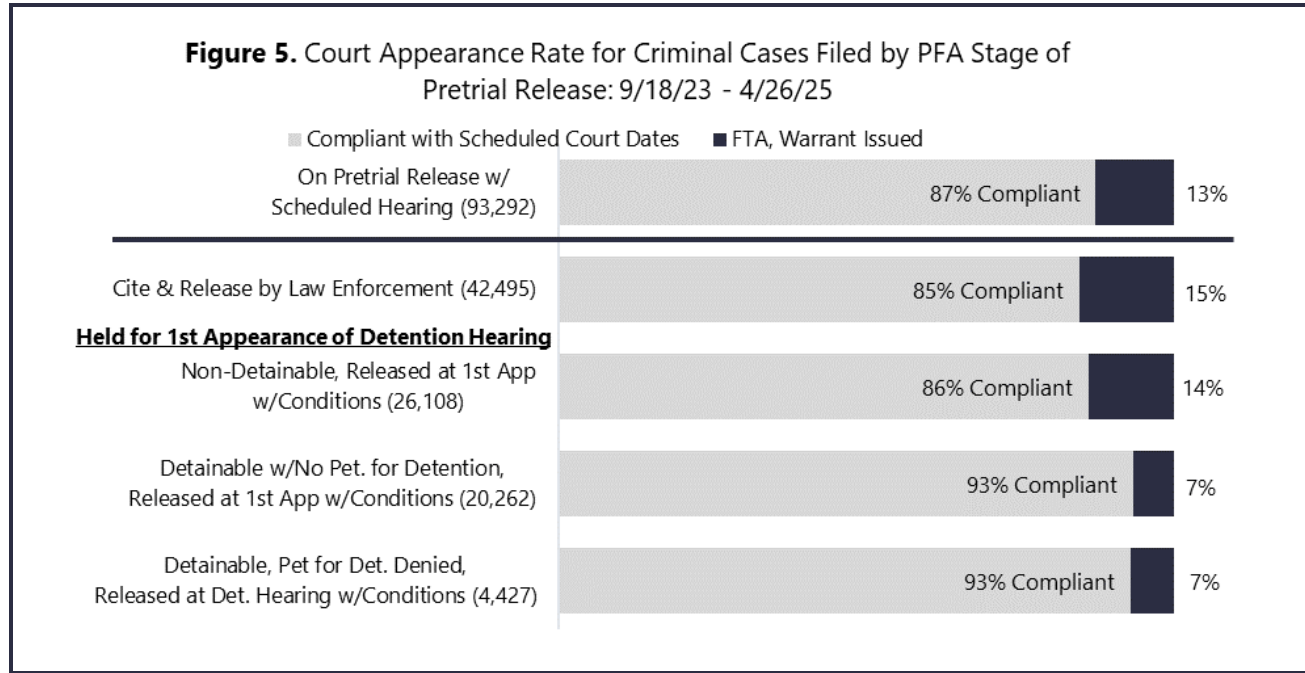 Figure 5. Court Appearance Rate for Criminal Cases Filed by PFA Stage of
Pretrial Release: 9/18/23 - 4/26/25
Compliant with Scheduled Court Dates FTA, Warrant Issued
On Pretrial Release w/
Scheduled Hearing (93,292)
87% Compliant 13%
Cite & Release by Law Enforcement (42,495)
85% Compliant 15%
Held for 1st Appearance of Detention Hearing
Non-Detainable, Released at 1st App
w/Conditions (26,108)
86% Compliant 14%
Detainable w/No Pet. for Detention,
Released at 1st App w/Conditions (20,262)
93% Compliant 7%
Detainable, Pet for Det. Denied,
Released at Det. Hearing w/Conditions (4,427)
93% Compliant 7%